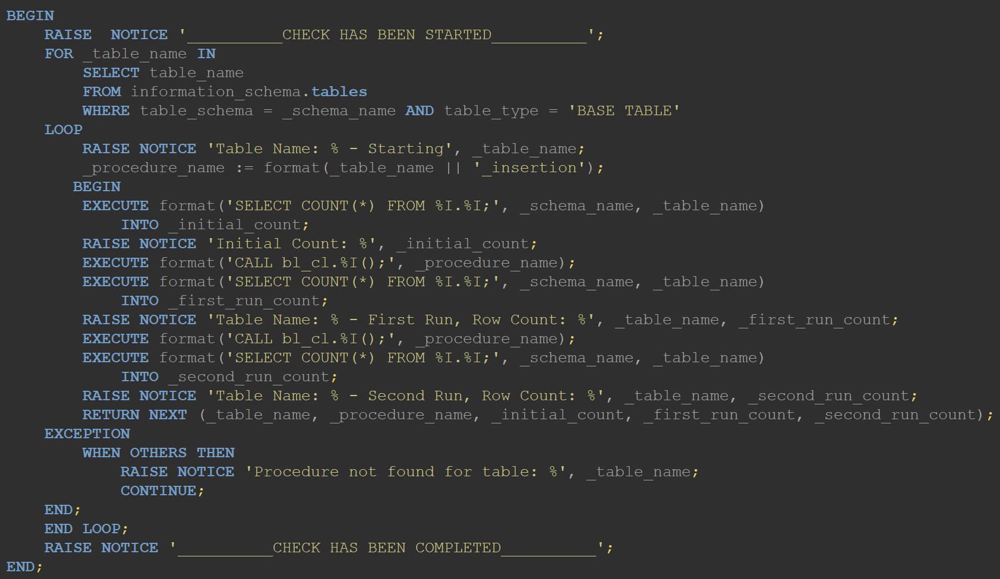 BEGIN
RAISE  NOTICE '__________CHECK HAS BEEN STARTED__________';
FOR _table_name IN
SELECT table_name
FROM information_schema.tables
WHERE table_schema = _schema_name AND table_type = 'BASE TABLE'
LOOP
RAISE NOTICE 'Table Name: % - Starting', _table_name;
_procedure_name := format(_table_name || '_insertion');
BEGIN
EXECUTE format('SELECT COUNT(*) FROM %I.%I;', _schema_name, _table_name)
INTO _initial_count;
RAISE NOTICE 'Initial Count: %', _initial_count;
EXECUTE format('CALL bl_cl.%I();', _procedure_name);
EXECUTE format('SELECT COUNT(*) FROM %I.%I;', _schema_name, _table_name)
INTO _first_run_count;
RAISE NOTICE 'Table Name: % - First Run, Row Count: %', _table_name, _first_run_count;
EXECUTE format('CALL bl_cl.%I();', _procedure_name);
EXECUTE format('SELECT COUNT(*) FROM %I.%I;', _schema_name, _table_name)
INTO _second_run_count;
RAISE NOTICE 'Table Name: % - Second Run, Row Count: %', _table_name, _second_run_count;
RETURN NEXT (_table_name, _procedure_name, _initial_count, _first_run_count, _second_run_count);
EXCEPTION
WHEN OTHERS THEN
RAISE NOTICE 'Procedure not found for table: %', _table_name;
CONTINUE;
END;
END LOOP;
RAISE NOTICE '__________CHECK HAS BEEN COMPLETED__________';
END;